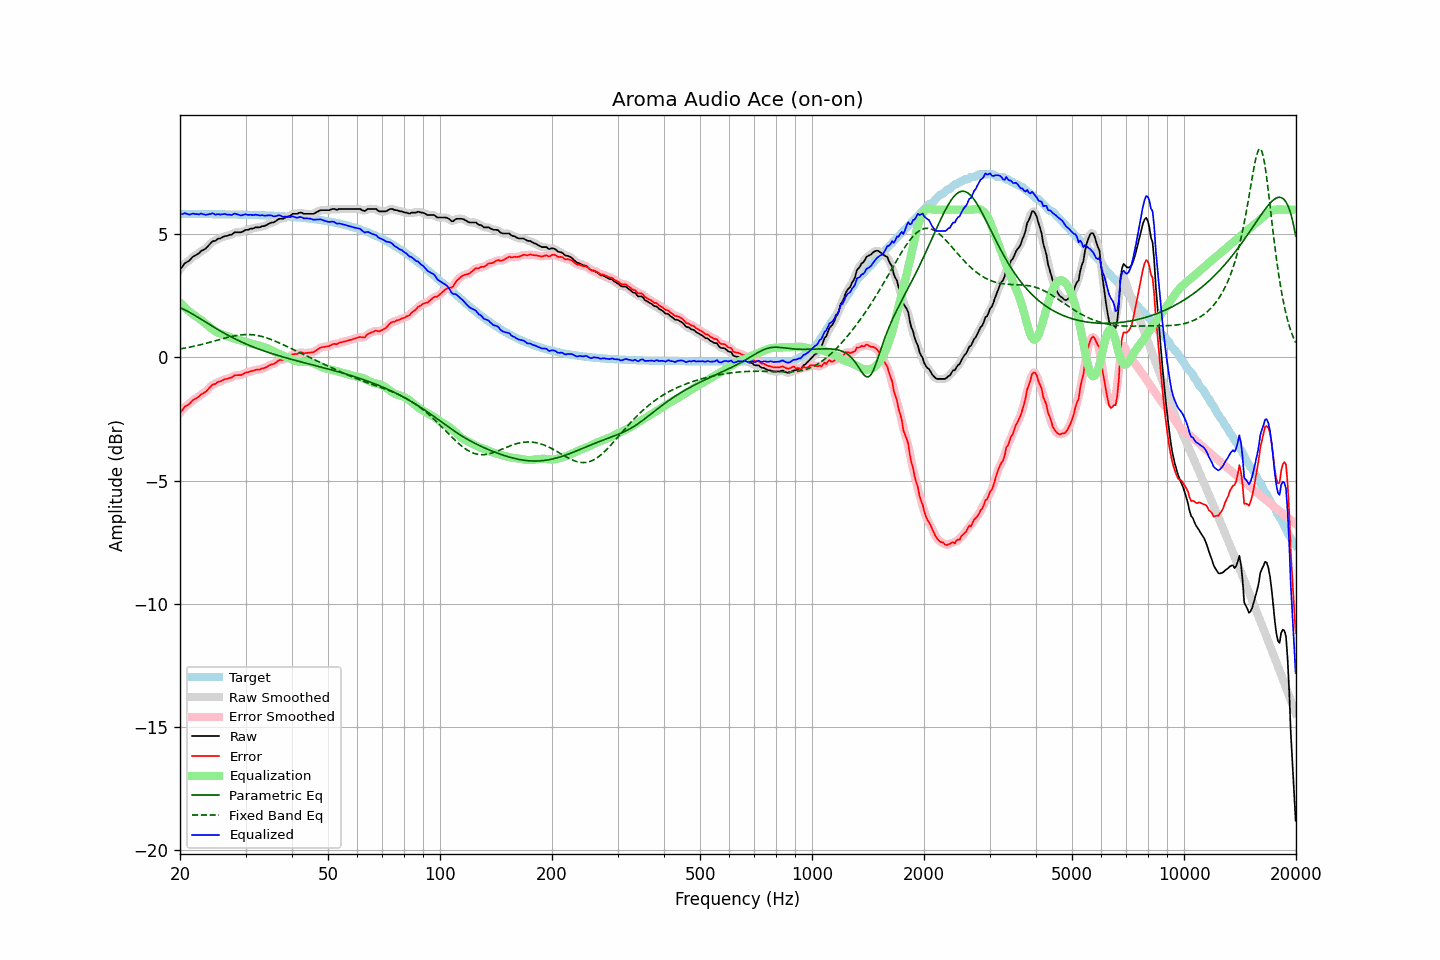 Aroma Audio Ace (on-on)
Amplitude (dBr)
5
0
−5
−10
−15
−20
Target
Raw Smoothed
Error Smoothed
Raw
Error
Equalization
Parametric Eq
Fixed Band Eq
Equalized
20
50
100
200
500
1000
2000
5000
10000
20000
Frequency (Hz)